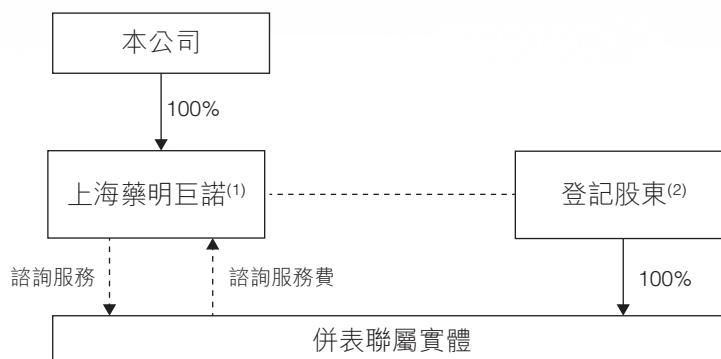 本公司
100%
上海藥明巨諾(1)
登記股東(2)
諮詢服務
諮詢服務費
100%
併表聯屬實體